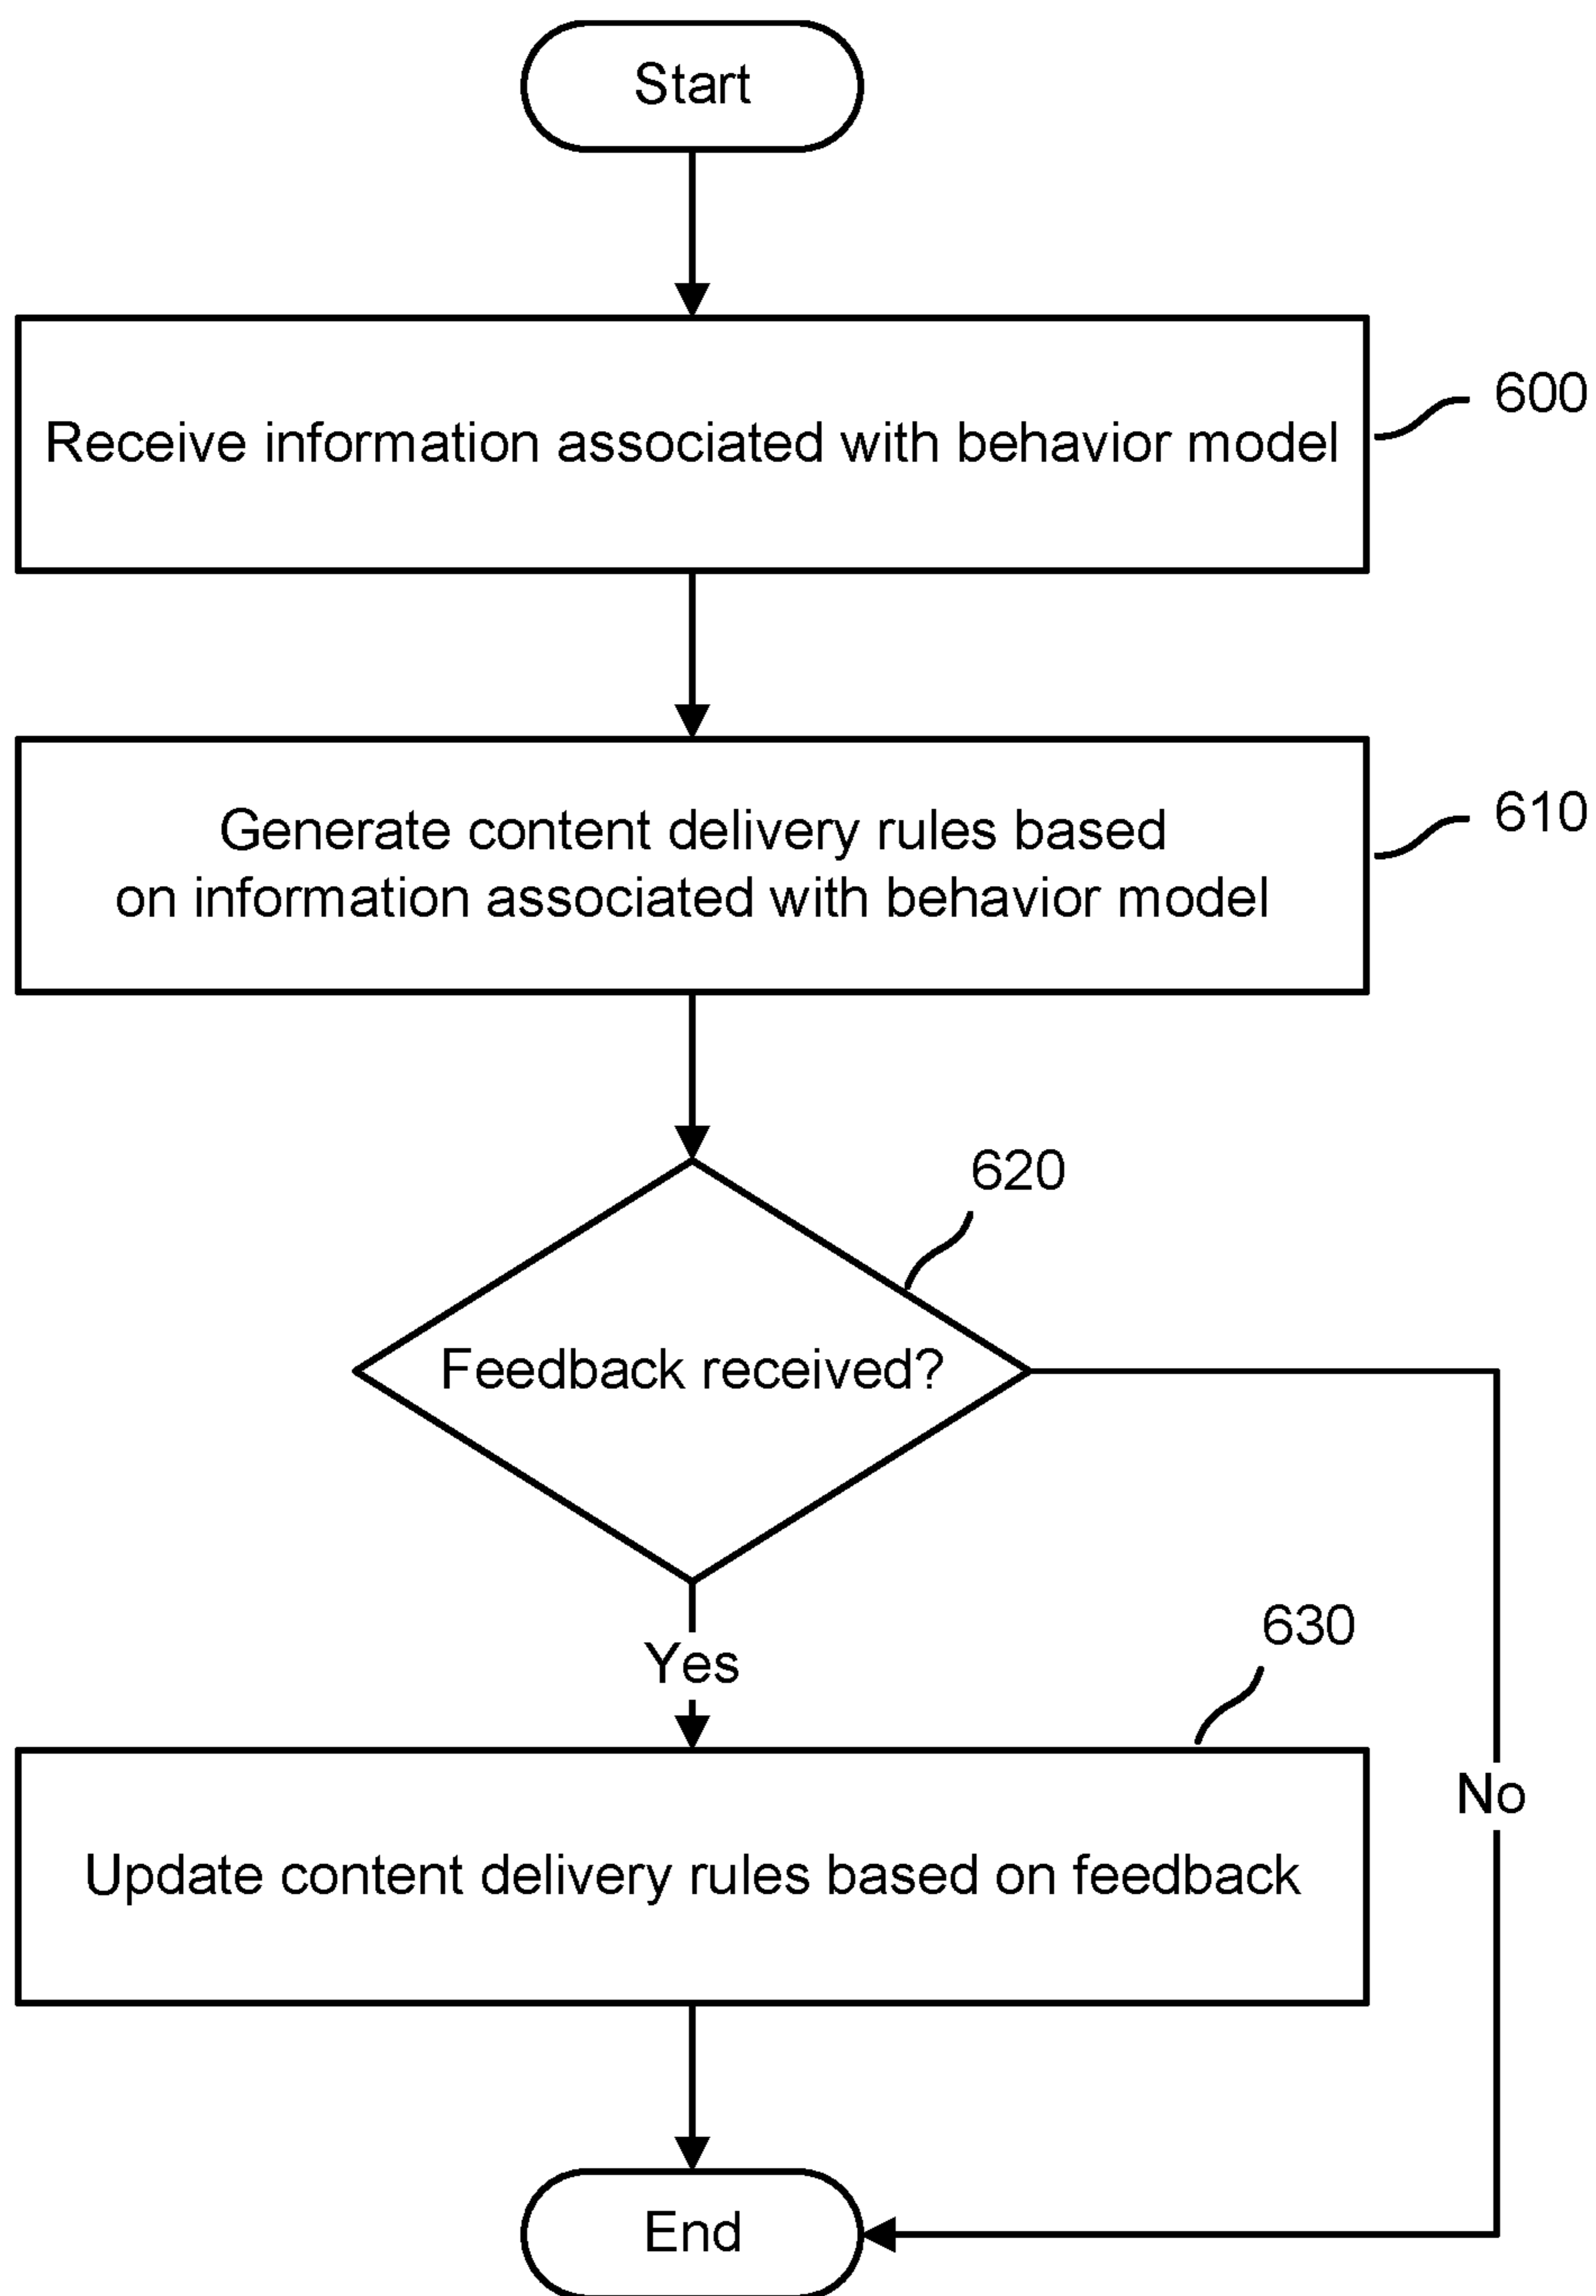 Start
Receive information associated with behavior model
600
Generate content delivery rules based
on information associated with behavior model
610
620
Feedback received?
Yes
630
No
Update content delivery rules based on feedback
End